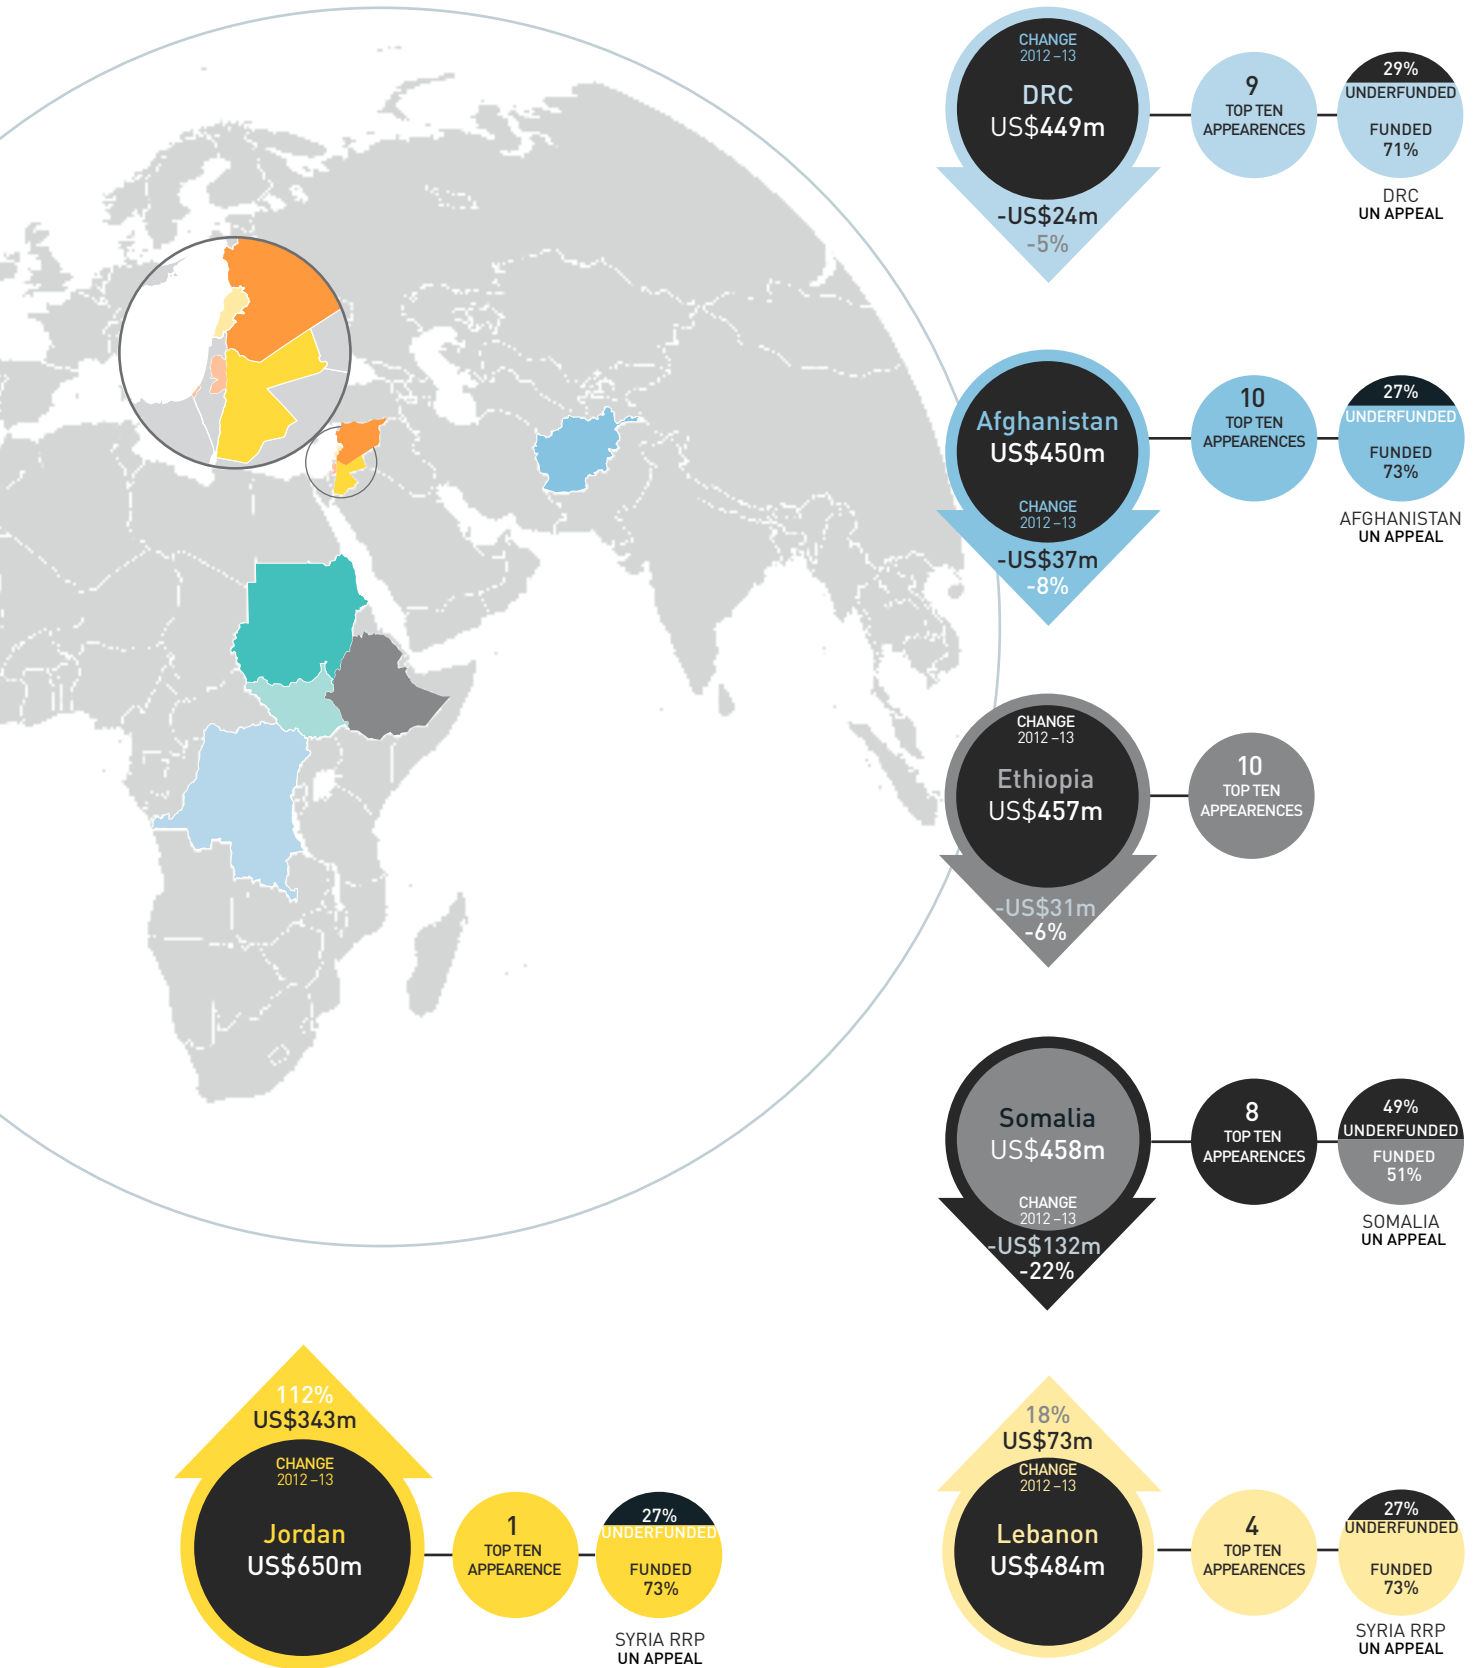 CHANGE
2012–13
DRC
US$449m
-US$24m
-5%
9
TOP TEN
APPEARENCES
29%
UNDERFUNDED
FUNDED
71%
DRC
UN APPEAL
Afghanistan
US$450m
CHANGE
2012–13
-US$37m
-8%
10
TOP TEN
APPEARENCES
27%
UNDERFUNDED
FUNDED
73%
AFGHANISTAN
UN APPEAL
CHANGE
2012–13
Ethiopia
US$457m
-US$31m
-6%
10
TOP TEN
APPEARENCES
Somalia
US$458m
CHANGE
2012–13
-US$132m
-22%
8
TOP TEN
APPEARENCES
49%
UNDERFUNDED
FUNDED
51%
SOMALIA
UN APPEAL
112%
US$343m
CHANGE
2012–13
Jordan
US$650m
1
TOP TEN
APPEARENCE
27%
UNDERFUNDED
FUNDED
73%
SYRIA RRP
UN APPEAL
18%
US$73m
CHANGE
2012–13
Lebanon
US$484m
4
TOP TEN
APPEARENCES
27%
UNDERFUNDED
FUNDED
73%
SYRIA RRP
UN APPEAL